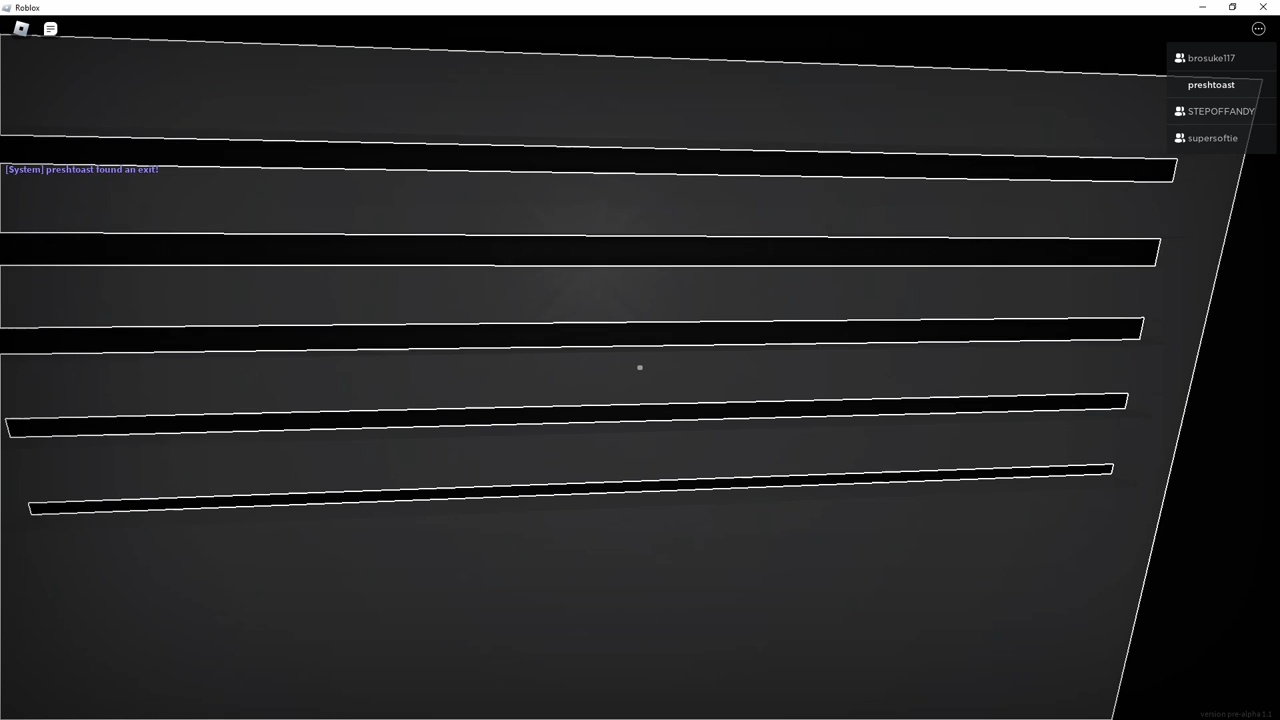 Roblox
brosuke117
preshtoast
STEPOFFANDY
supersoftie
[System] preshtoast found an exit!
version pre-alpha 1.1